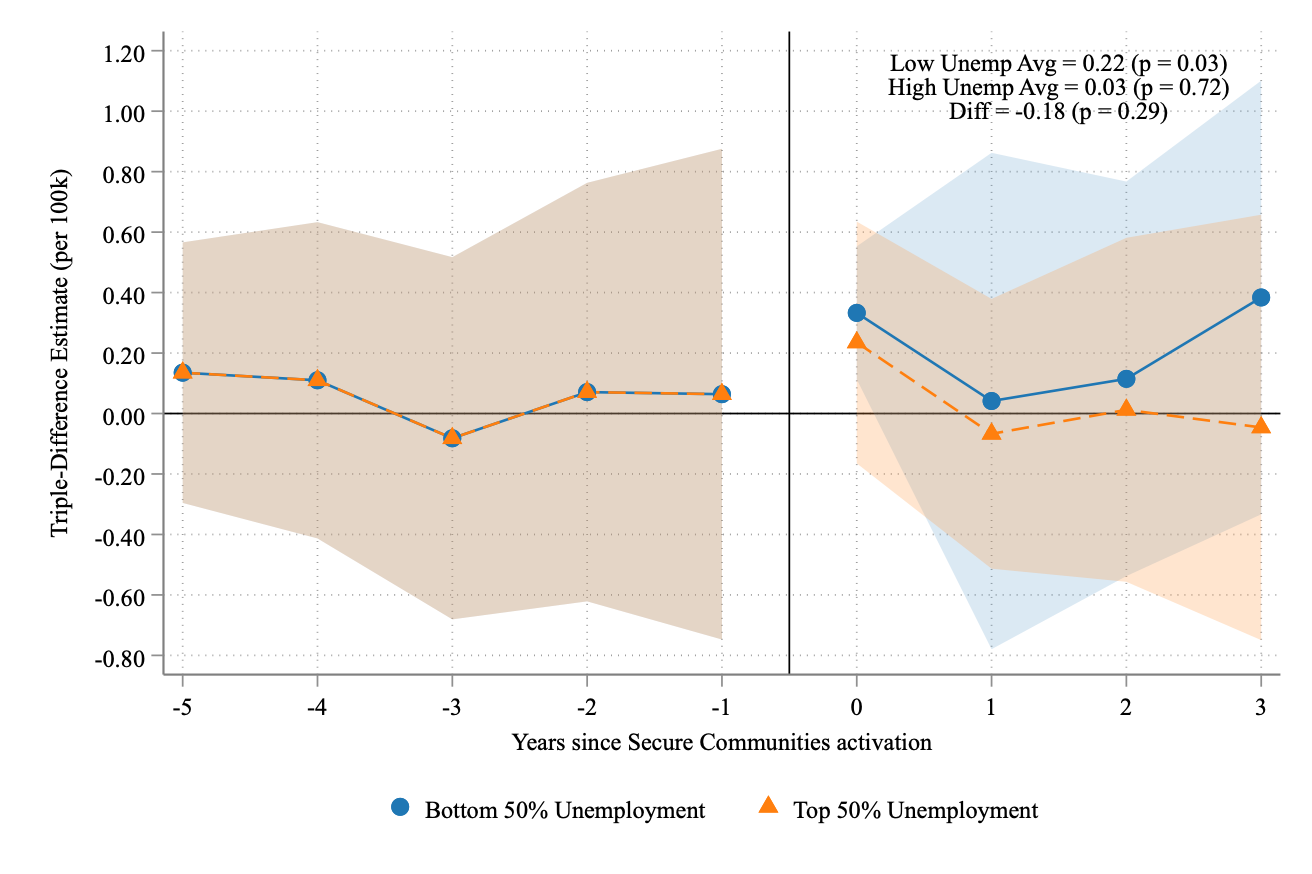 Triple-Difference Estimate (per 100k)
1.20
1.00
0.80
0.60
0.40
0.20
0.00
-0.20
-0.40
-0.60
-0.80
Low Unemp Avg = 0.22 (p = 0.03)
High Unemp Avg = 0.03 (p = 0.72)
Diff = -0.18 (p = 0.29)
-5 -4 -3 -2 -1 0 1 2 3
Years since Secure Communities activation
Bottom 50% Unemployment Top 50% Unemployment